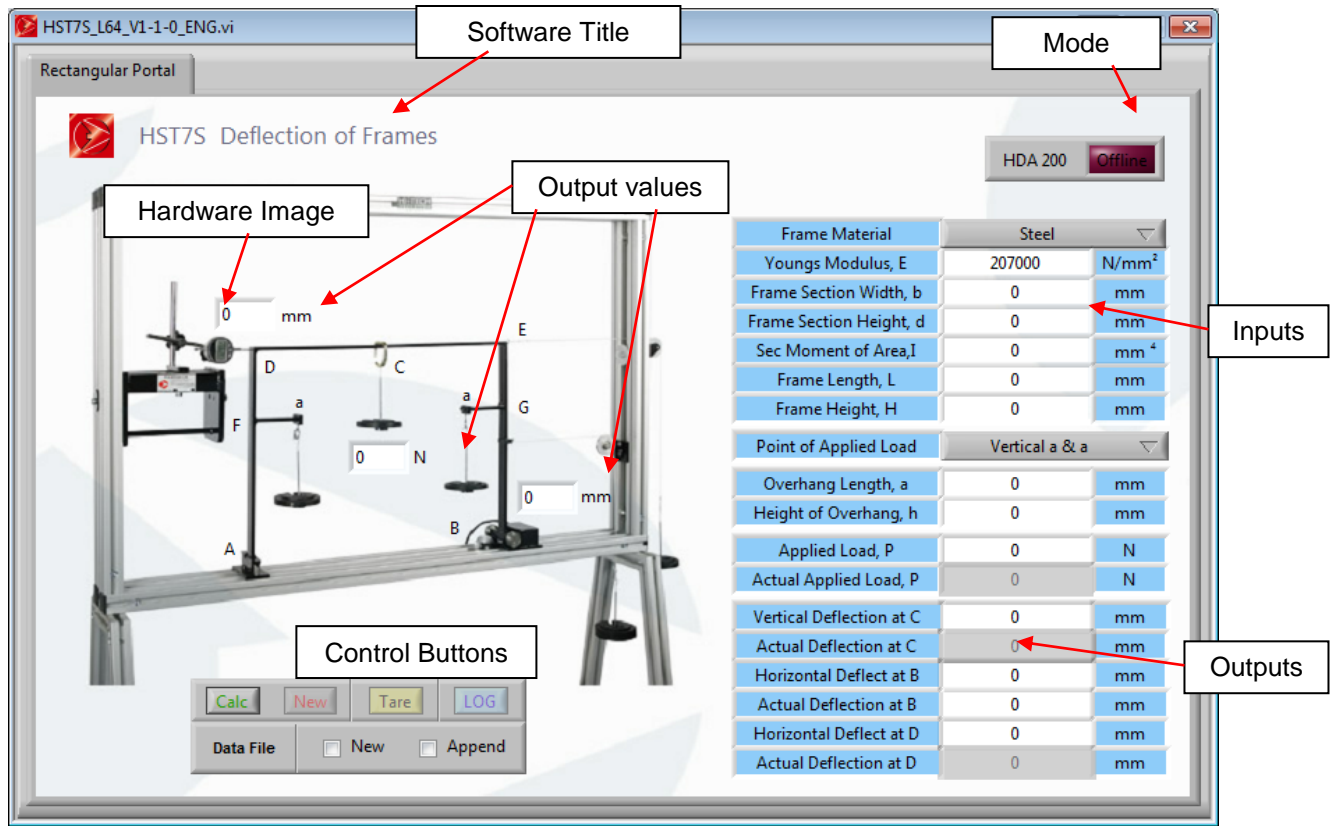 HST7S_L64_V1-1-0_ENG.vi
Software Title
Mode
Rectangular Portal
HST7S Deflection of Frames
HDA 200 Offline
Hardware Image
Output values
0 mm
D
C
E
F
a
a
G
0 N
0 mm
A
B
Frame Material Steel
Youngs Modulus, E 207000 N/mm²
Frame Section Width, b 0 mm
Frame Section Height, d 0 mm
Sec Moment of Area,I 0 mm ⁴
Frame Length, L 0 mm
Frame Height, H 0 mm
Inputs
Point of Applied Load Vertical a & a
Overhang Length, a 0 mm
Height of Overhang, h 0 mm
Applied Load, P 0 N
Actual Applied Load, P 0 N
Vertical Deflection at C 0 mm
Actual Deflection at C 0 mm
Horizontal Deflect at B 0 mm
Actual Deflection at B 0 mm
Horizontal Deflect at D 0 mm
Actual Deflection at D 0 mm
Outputs
Control Buttons
Calc New Tare LOG
Data File New Append